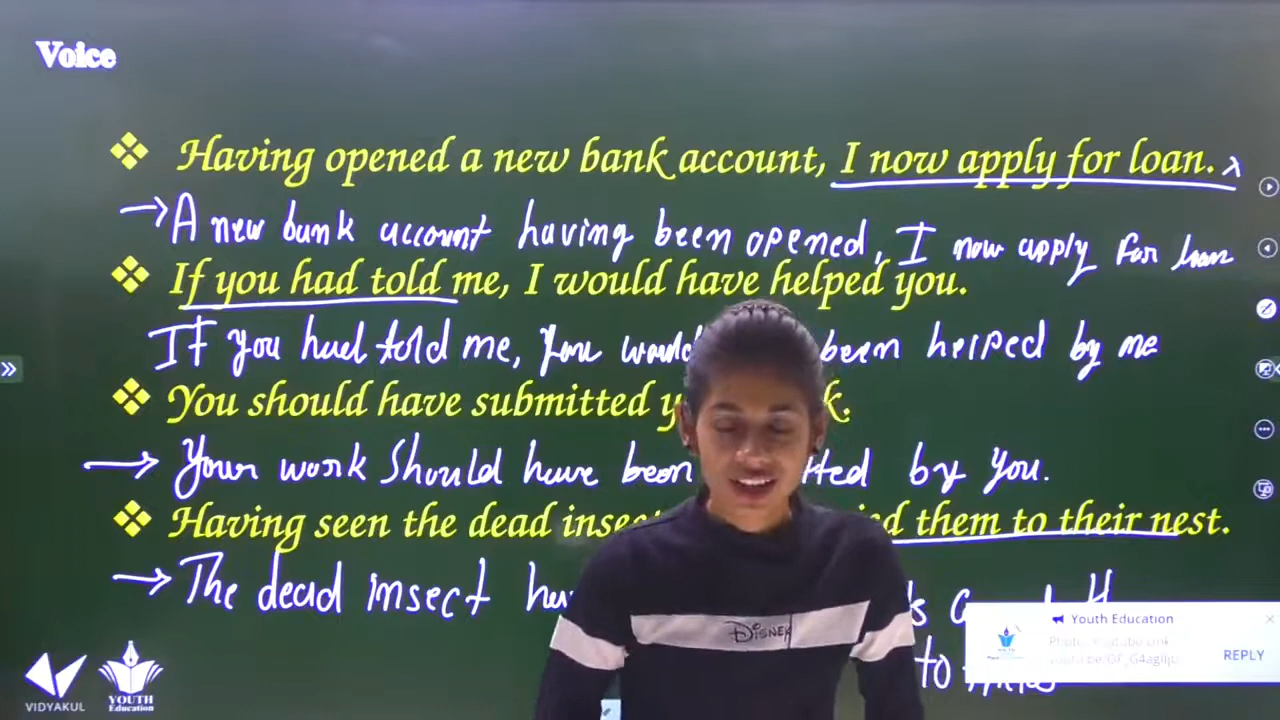 Voice
❖ Having opened a new bank account, I now apply for loan.
→ A new bank account having been opened, I now apply for loan
❖ If you had told me, I would have helped you.
If you had told me, you would been helped by me
❖ You should have submitted
→ Your work should have been by you.
❖ Having seen the dead them to their nest.
→ The dead insect
to
DISNEY
Youth Education
REPLY
VIDYAKUL
YOUTH
Education